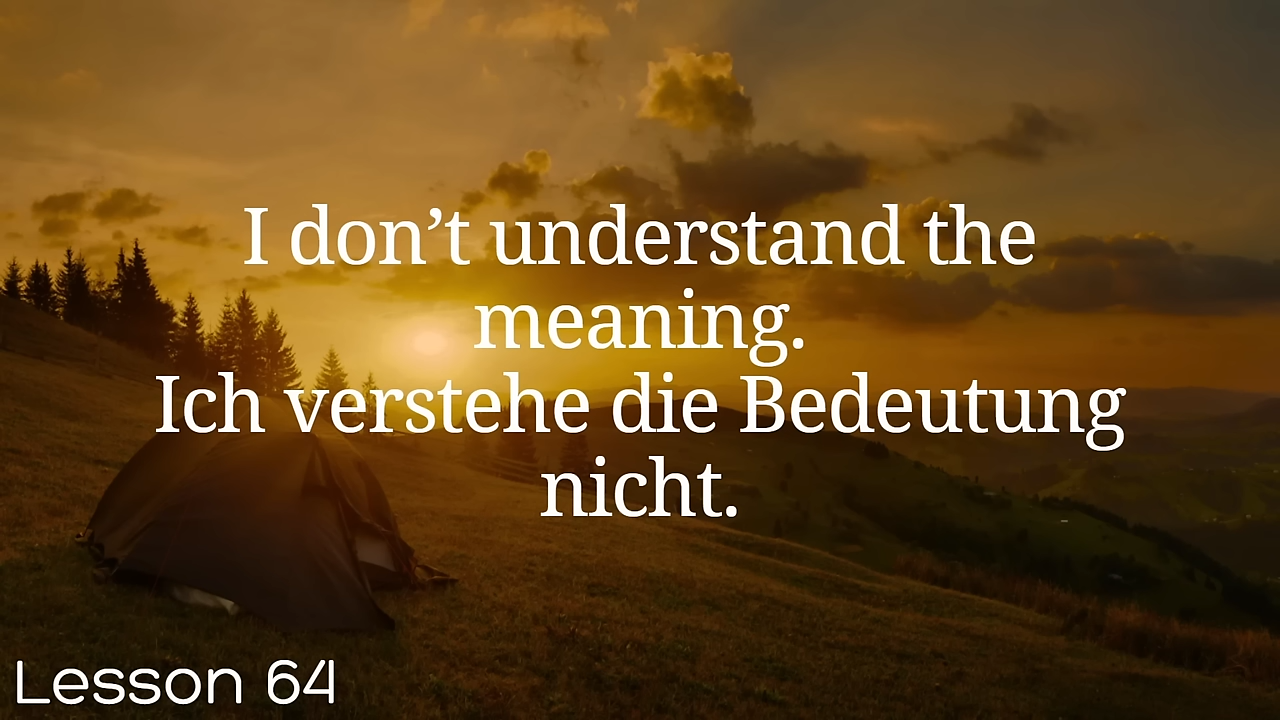 I don’t understand the
meaning.
Ich verstehe die Bedeutung
nicht.
Lesson 64